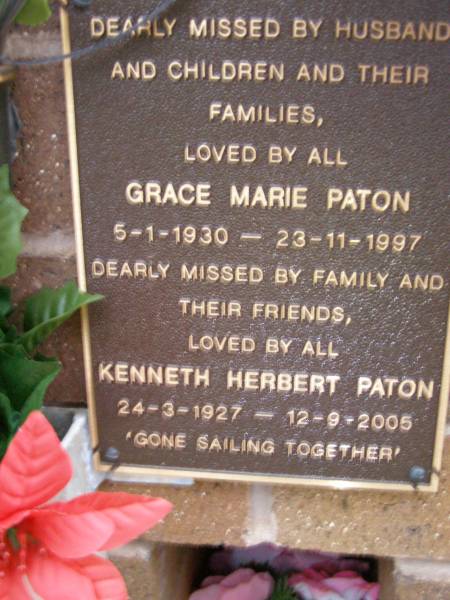 DEARLY MISSED BY HUSBAND
AND CHILDREN AND THEIR
FAMILIES,
LOVED BY ALL
GRACE MARIE PATON
5-1-1930 — 23-11-1997
DEARLY MISSED BY FAMILY AND
THEIR FRIENDS,
LOVED BY ALL
KENNETH HERBERT PATON
24-3-1927 — 12-9-2005
'GONE SAILING TOGETHER'